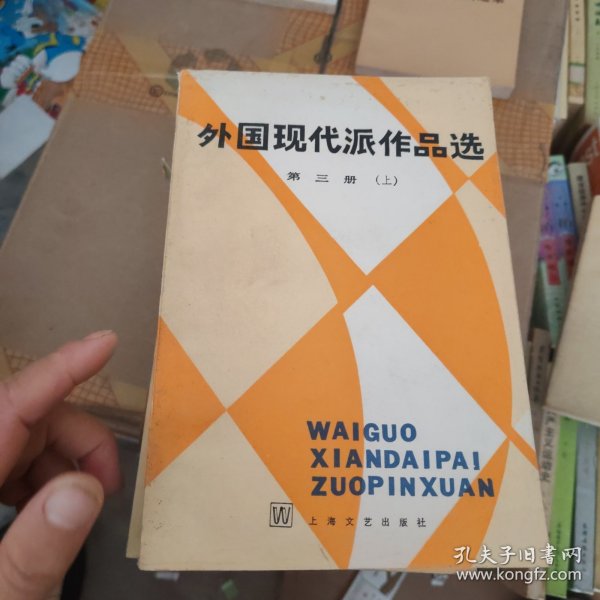 外国现代派作品选
第三册(上)
WAIGUO
XIANDAIPAI
ZUOPINXUAN
W 上海文艺出版社
孔夫子旧书网
www.kongfz.com